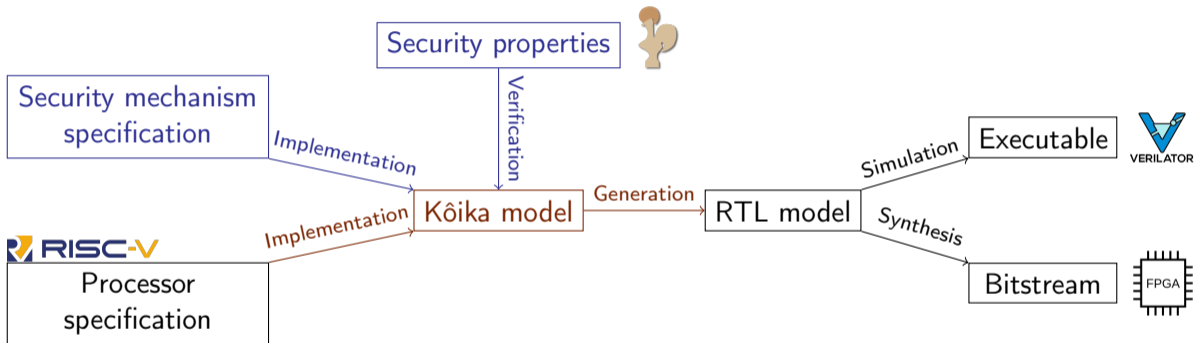 Security properties
Security mechanism
specification
Verification
Implementation
Executable
VERILATOR
Simulation
Generation
Kôika model
RTL model
Implementation
Synthesis
RISC-V
Processor
specification
Bitstream
FPGA